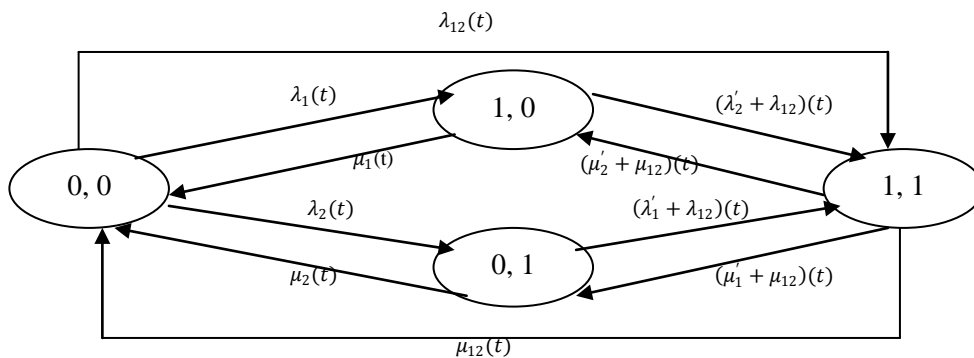 λ₁₂(t)
λ₁(t)
1, 0
(λ₂′ + λ₁₂)(t)
μ₁(t)
(μ₂′ + μ₁₂)(t)
0, 0
1, 1
λ₂(t)
(λ₁′ + λ₁₂)(t)
μ₂(t)
0, 1
(μ₁′ + μ₁₂)(t)
μ₁₂(t)